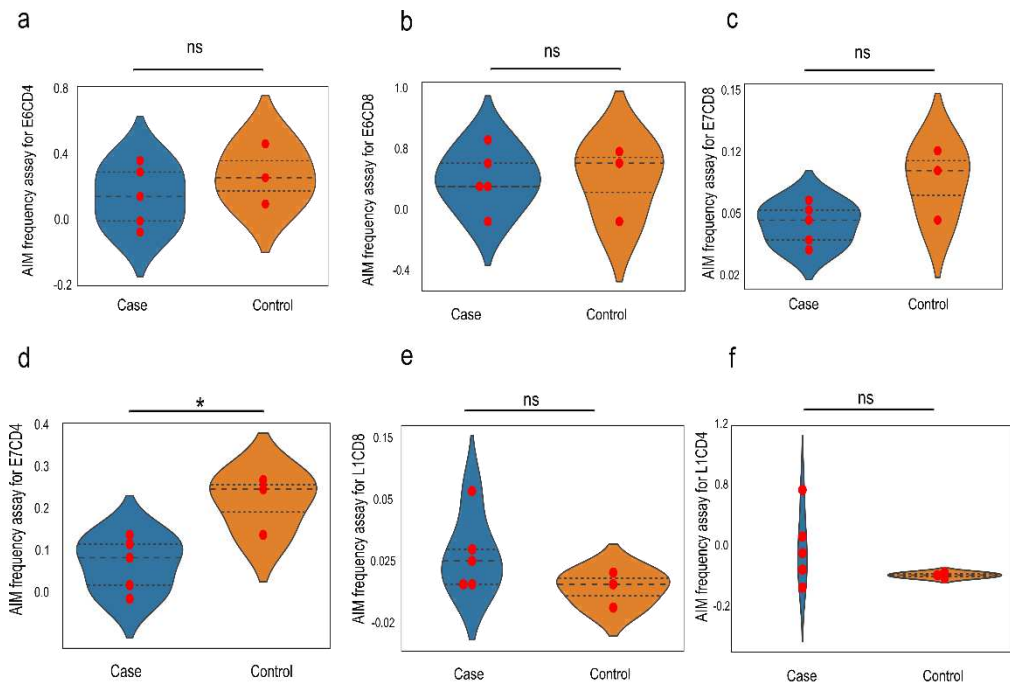 a
ns
AIM frequency assay for E6CD4
0.8
0.4
0.0
-0.2
Case
Control
b
ns
AIM frequency assay for E6CD8
1.0
0.8
0.0
-0.4
Case
Control
c
ns
AIM frequency assay for E7CD8
0.15
0.12
0.05
0.02
Case
Control
d
*
AIM frequency assay for E7CD4
0.4
0.3
0.2
0.1
0.0
Case
Control
e
ns
AIM frequency assay for L1CD8
0.15
0.05
0.025
-0.02
Case
Control
f
ns
AIM frequency assay for L1CD4
1.2
0.8
0.0
-0.2
Case
Control